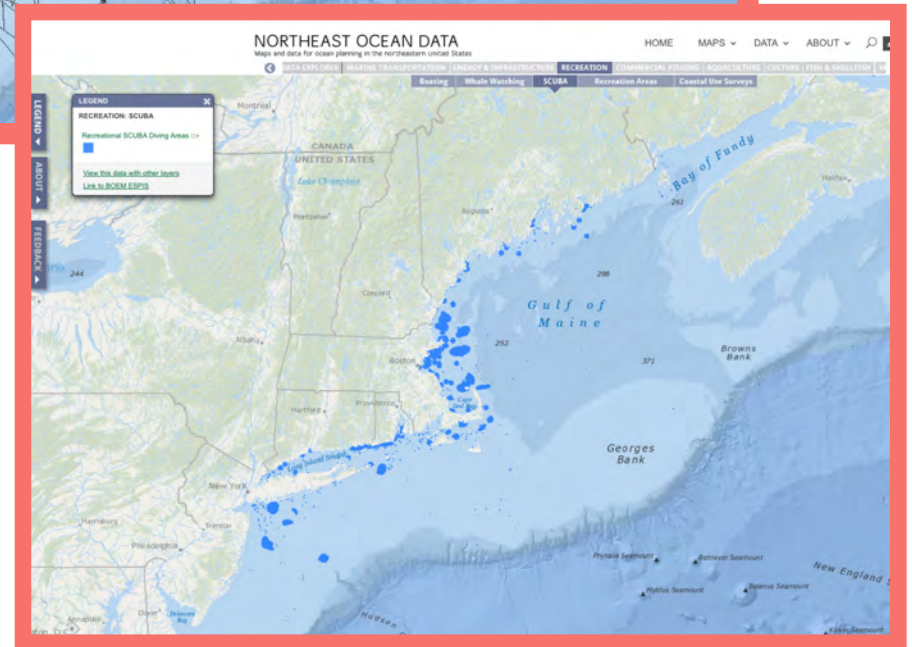 NORTHEAST OCEAN DATA
Maps and data for ocean planning in the northeastern United States
HOME MAPS DATA ABOUT
DATA EXPLORER MARINE TRANSPORTATION ENERGY & INFRASTRUCTURE RECREATION COMMERCIAL FISHING AQUACULTURE CULTURE FISH & SHELLFISH
Boating Whale Watching SCUBA Recreation Areas Coastal Use Surveys
LEGEND
ABOUT
FEEDBACK
LEGEND
RECREATION: SCUBA
Recreational SCUBA Diving Areas
View this data with other layers
Link to BOEM ESPIS
Montreal
CANADA
UNITED STATES
Lake Champlain
Montpelier
Augusta
Bay of Fundy
Halifax
261
244
288
Concord
Gulf of
Maine
292
Albany
Boston
371
Browns
Bank
Hartford
Providence
Cape
Cod Bay
Long Island Sound
Georges
Bank
New York
Harrisburg
Trenton
Philadelphia
Physalia Seamount
Retriever Seamount
New England
Mytilus Seamount
Balanus Seamount
Dover
Delaware
Bay
Annapolis
Hudson
Kelvin Seamount